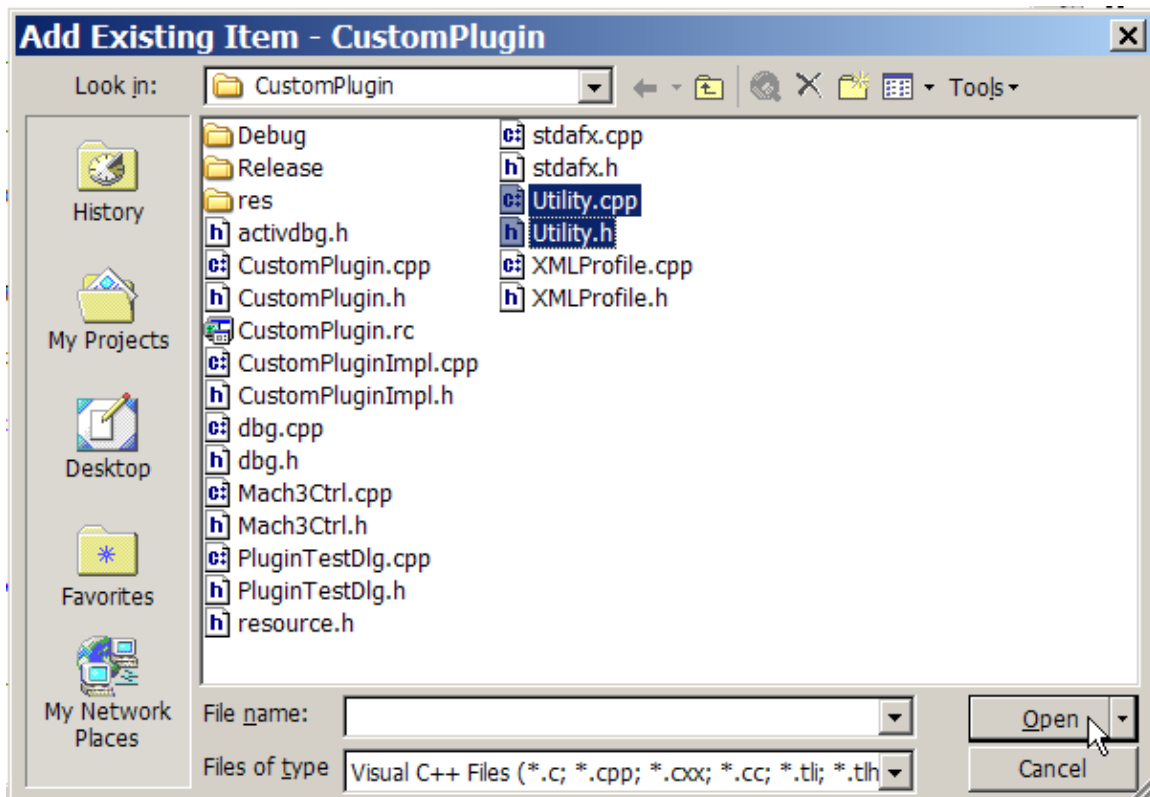 Add Existing Item - CustomPlugin
Look in:
CustomPlugin
Tools
History
My Projects
Desktop
Favorites
My Network
Places
Debug
Release
res
activdbg.h
CustomPlugin.cpp
CustomPlugin.h
CustomPlugin.rc
CustomPluginImpl.cpp
CustomPluginImpl.h
dbg.cpp
dbg.h
Mach3Ctrl.cpp
Mach3Ctrl.h
PluginTestDlg.cpp
PluginTestDlg.h
resource.h
stdafx.cpp
stdafx.h
Utility.cpp
Utility.h
XMLProfile.cpp
XMLProfile.h
File name:
Open
Files of type
Visual C++ Files (*.c; *.cpp; *.cxx; *.cc; *.tli; *.tlh
Cancel